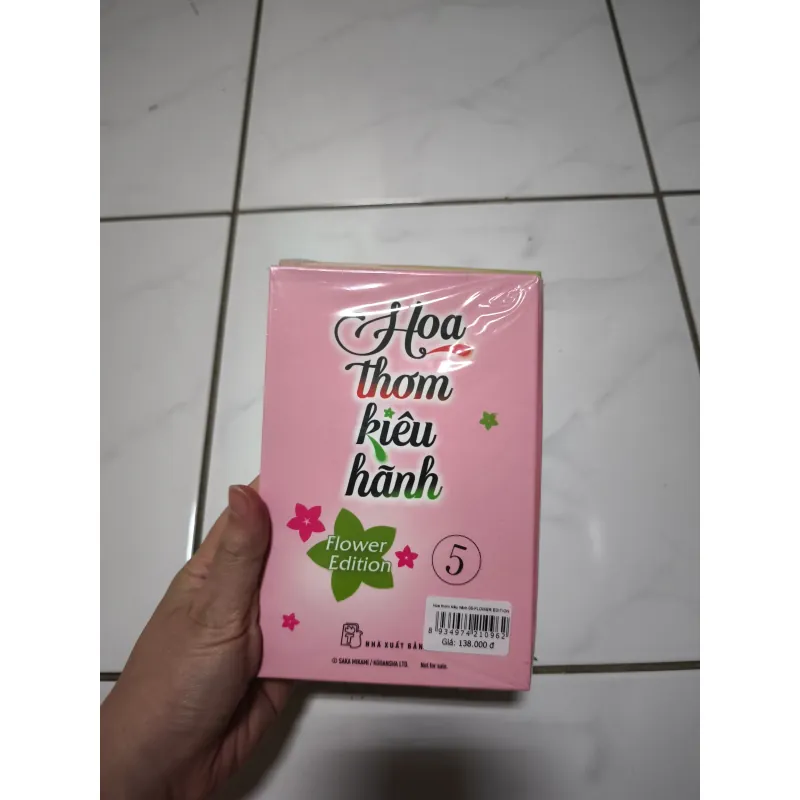 Hoa
thơm
kiêu
hãnh
Flower
Edition
5
Hoa thơm kiêu hãnh 05-FLOWER EDITION
8 934974 210962
Giá: 138.000 đ
NHÀ XUẤT BẢN
© SAKA MIKAMI / KODANSHA LTD. Not for sale.